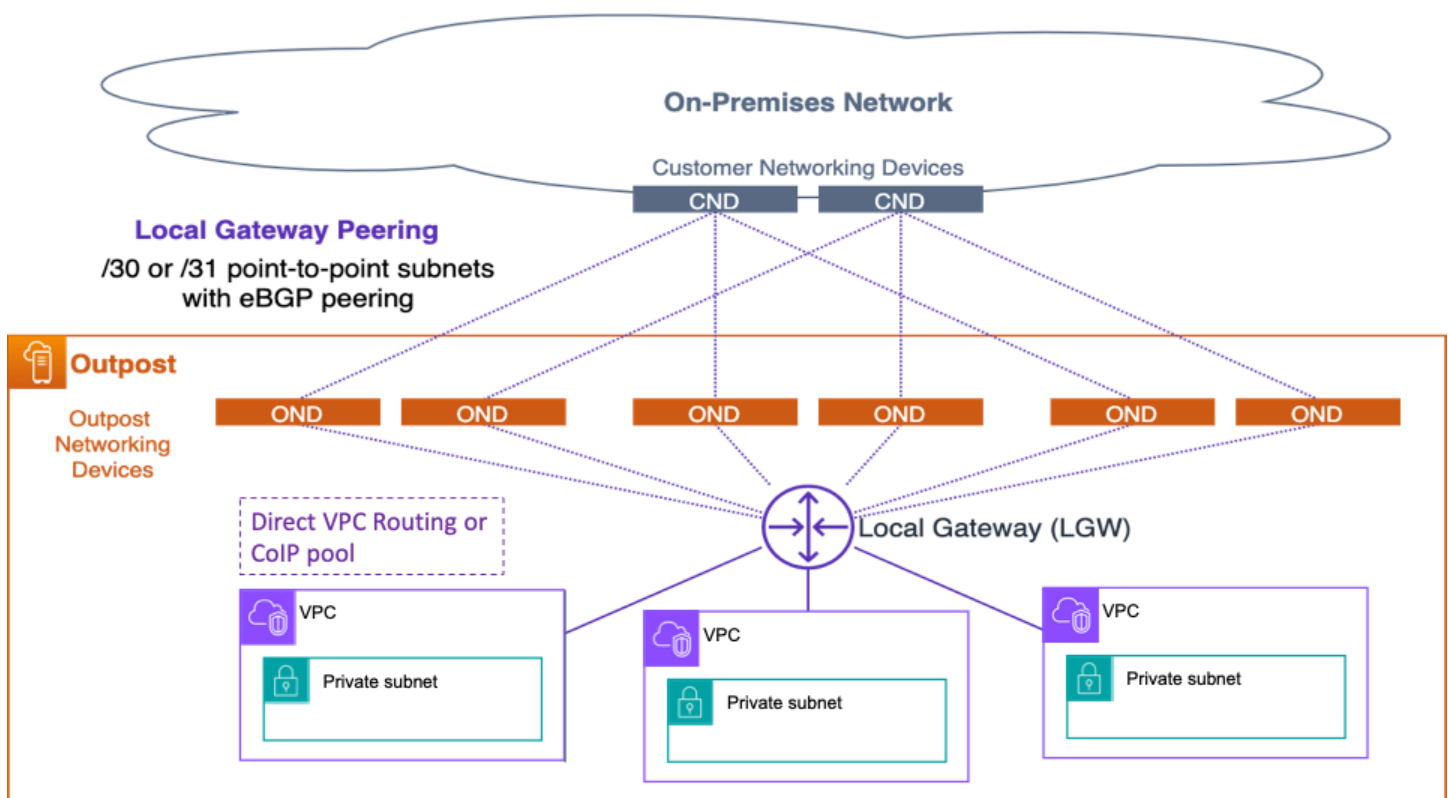 On-Premises Network
Customer Networking Devices
CND
CND
Local Gateway Peering
/30 or /31 point-to-point subnets
with eBGP peering
Outpost
Outpost
Networking
Devices
OND
OND
OND
OND
OND
OND
Direct VPC Routing or
CoIP pool
Local Gateway (LGW)
VPC
Private subnet
VPC
Private subnet
VPC
Private subnet